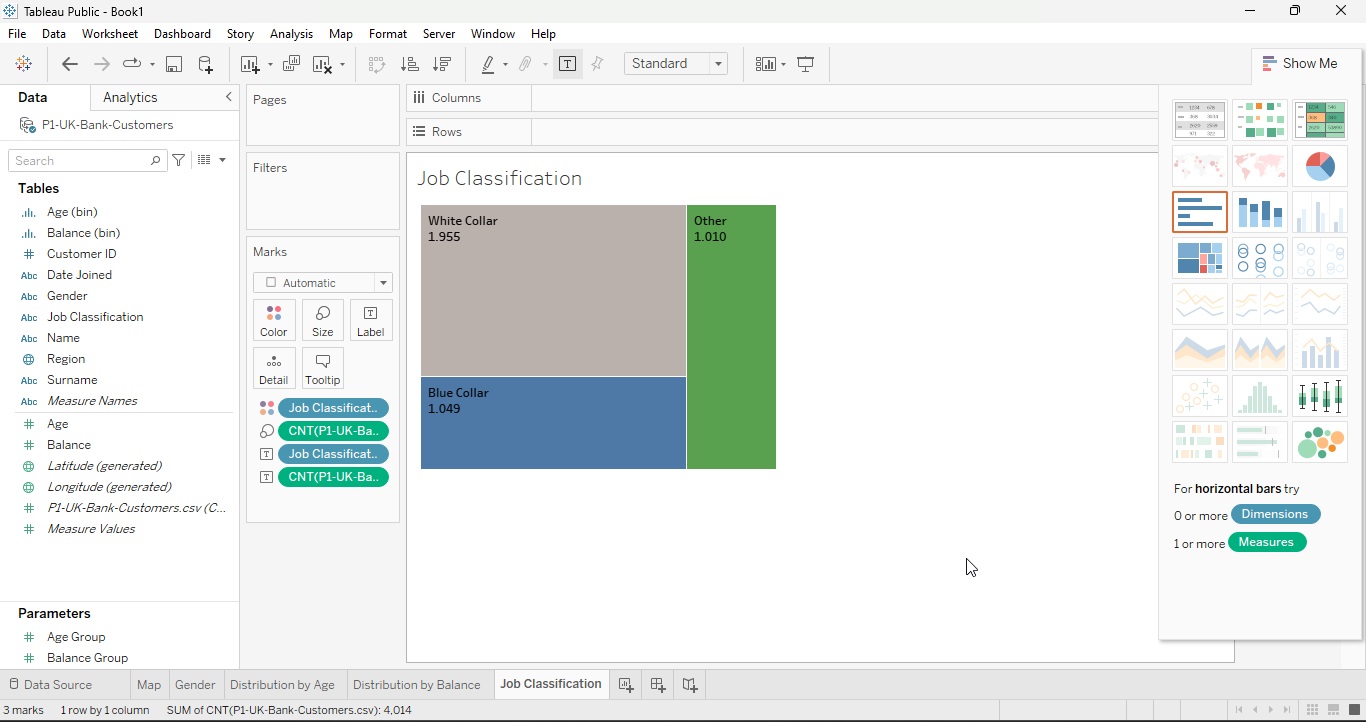 Tableau Public - Book1
File Data Worksheet Dashboard Story Analysis Map Format Server Window Help
Standard
Show Me
Data Analytics
P1-UK-Bank-Customers
Search
Tables
Age (bin)
Balance (bin)
Customer ID
Abc Date Joined
Abc Gender
Abc Job Classification
Abc Name
Region
Abc Surname
Abc Measure Names
Age
Balance
Latitude (generated)
Longitude (generated)
P1-UK-Bank-Customers.csv (C...
Measure Values
Parameters
Age Group
Balance Group
Pages
Filters
Marks
Automatic
Color Size Label
Detail Tooltip
Job Classificat..
CNT(P1-UK-Ba..
Job Classificat..
CNT(P1-UK-Ba..
Columns
Rows
Job Classification
White Collar
1.955
Other
1.010
Blue Collar
1.049
For horizontal bars try
0 or more Dimensions
1 or more Measures
Data Source Map Gender Distribution by Age Distribution by Balance Job Classification
3 marks 1 row by 1 column SUM of CNT(P1-UK-Bank-Customers.csv): 4,014